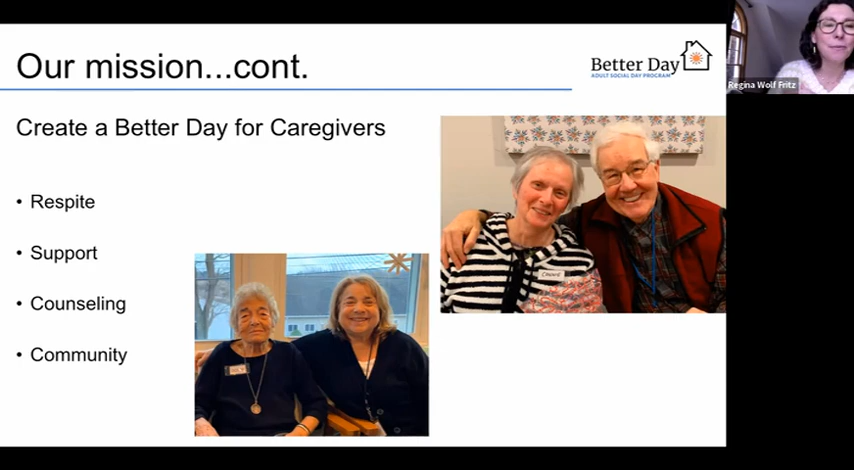 Our mission...cont.
Better Day
ADULT SOCIAL DAY PROGRAM
Regina Wolf Fritz
Create a Better Day for Caregivers
• Respite
• Support
• Counseling
• Community